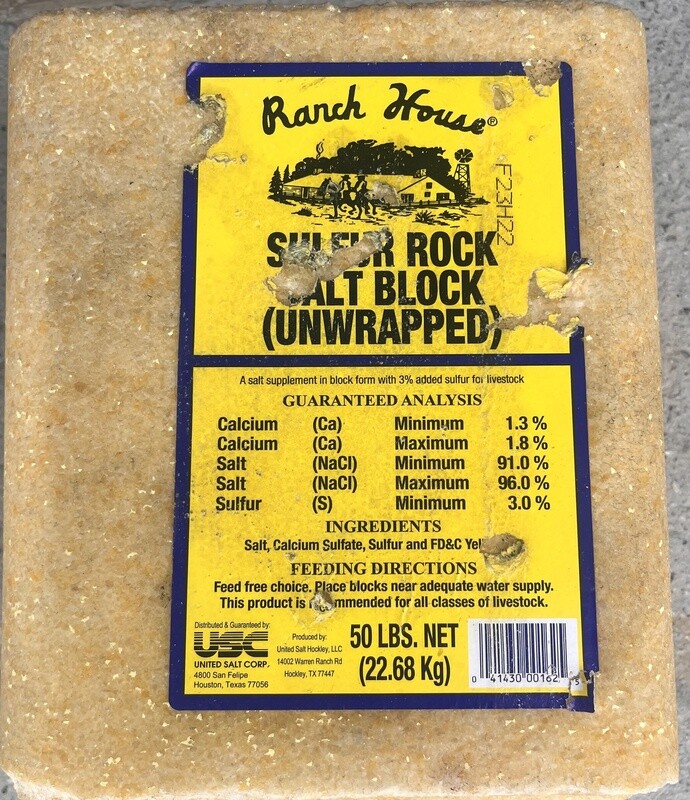 Ranch House®
F23H22
ROCK
BLOCK
(UNWRAPPED)
A salt supplement in block form with 3% added sulfur for livestock
GUARANTEED ANALYSIS
Calcium (Ca) Minimum 1.3 %
Calcium (Ca) Maximum 1.8 %
Salt (NaCl) Minimum 91.0 %
Salt (NaCl) Maximum 96.0 %
Sulfur (S) Minimum 3.0 %
INGREDIENTS
Salt, Calcium Sulfate, Sulfur and FD&C
FEEDING DIRECTIONS
Feed free choice. Place blocks near adequate water supply.
This product is for all classes of livestock.
Distributed & Guaranteed by:
USC
UNITED SALT CORP.
4800 San Felipe
Houston, Texas 77056
Produced by:
United Salt Hockley, LLC
14002 Warren Ranch Rd
Hockley, TX 77447
50 LBS. NET
(22.68 Kg)
0 41430 00162 5